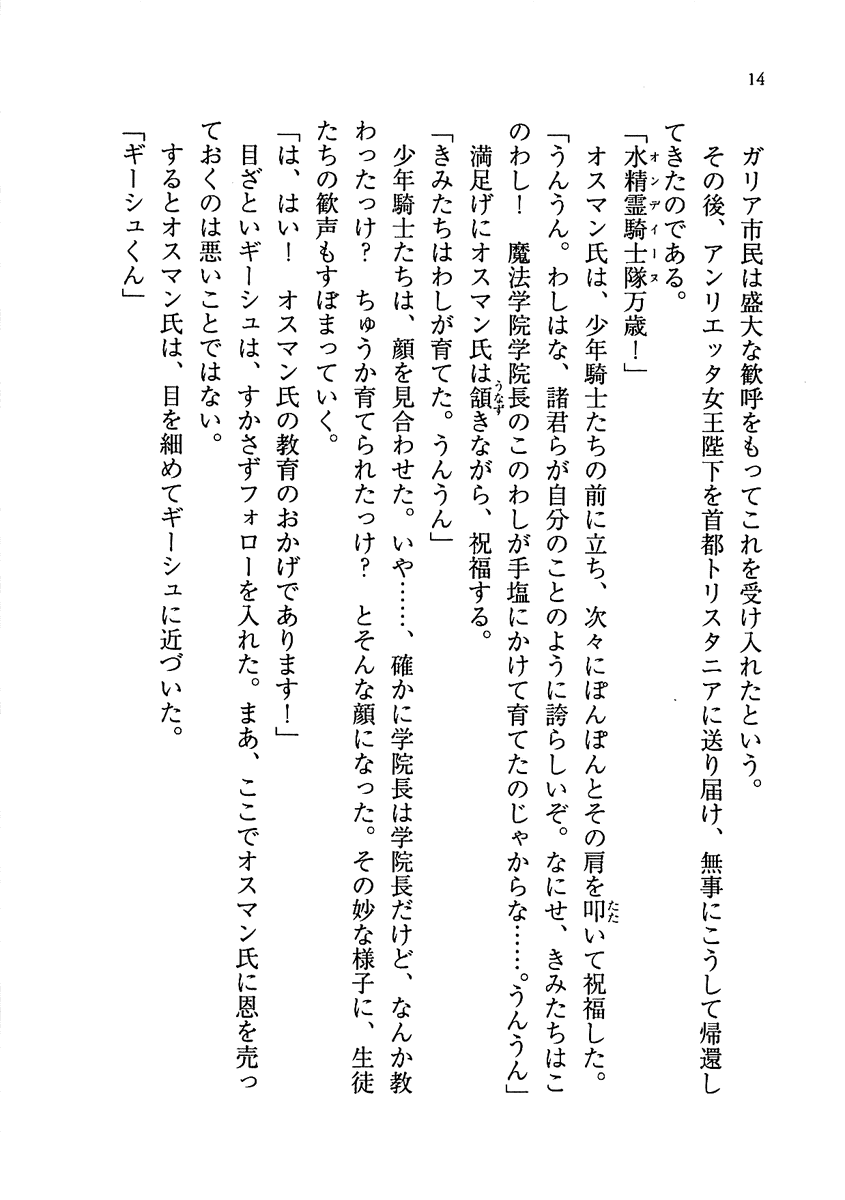 14
ガリア市民は盛大な歓呼をもってこれを受け入れたという。
その後、アンリエッタ女王陛下を首都トリスタニアに送り届け、無事にこうして帰還し
てきたのである。
「水精霊騎士隊万歳！」
オンディーヌ
オスマン氏は、少年騎士たちの前に立ち、次々にぽんぽんとその肩を叩いて祝福した。
たた
「うんうん。わしはな、諸君らが自分のことのように誇らしいぞ。なにせ、きみたちはこ
のわし！　魔法学院学院長のこのわしが手塩にかけて育てたのじゃからな……。うんうん」
満足げにオスマン氏は頷きながら、祝福する。
うなず
「きみたちはわしが育てた。うんうん」
少年騎士たちは、顔を見合わせた。いや……、確かに学院長は学院長だけど、なんか教
わったっけ？　ちゅうか育てられたっけ？　とそんな顔になった。その妙な様子に、生徒
たちの歓声もすぼまっていく。
「は、はい！　オスマン氏の教育のおかげであります！」
目ざといギーシュは、すかさずフォローを入れた。まあ、ここでオスマン氏に恩を売っ
ておくのは悪いことではない。
するとオスマン氏は、目を細めてギーシュに近づいた。
「ギーシュくん」